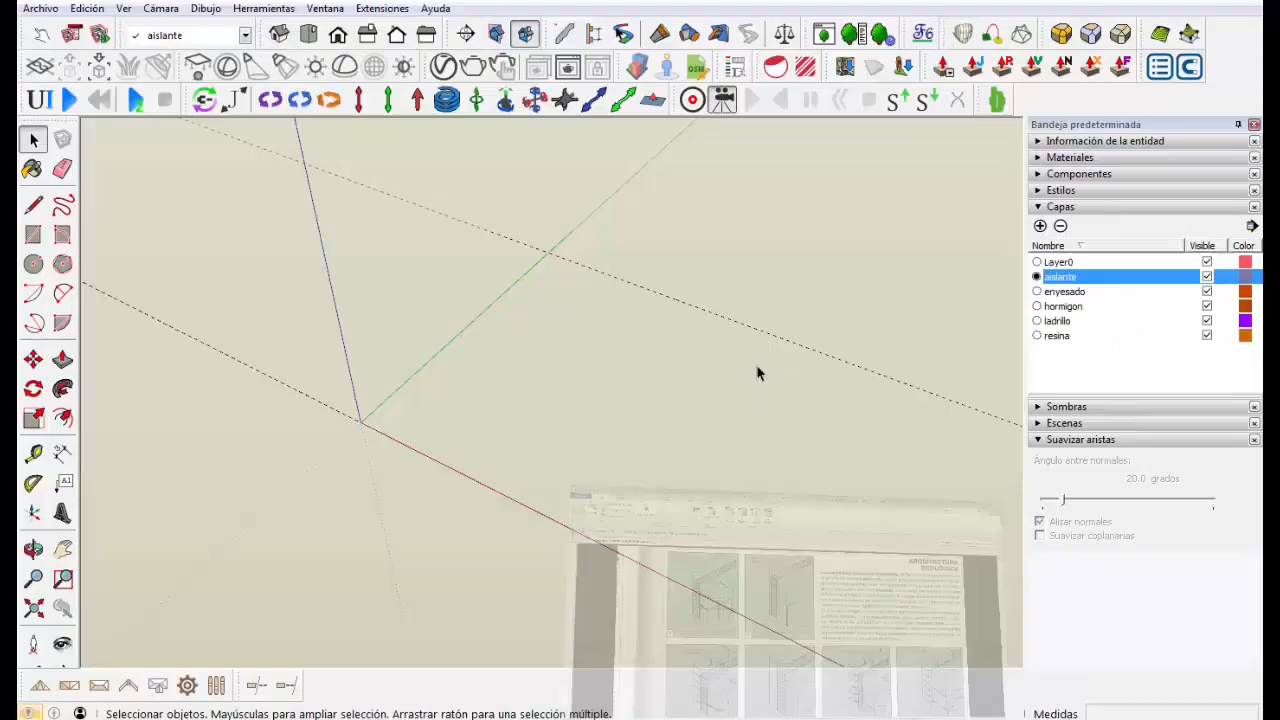 Archivo Edición Ver Cámara Dibujo Herramientas Ventana Extensiones Ayuda
aislante
UI
Bandeja predeterminada
Información de la entidad
Materiales
Componentes
Estilos
Capas
Nombre Visible Color
Layer0
aislante
enyesado
hormigon
ladrillo
resina
Sombras
Escenas
Suavizar aristas
Ángulo entre normales:
20.0 grados
Alisar normales
Suavizar coplanarias
ARQUITECTURA
Seleccionar objetos. Mayúsculas para ampliar selección. Arrastrar ratón para una selección múltiple.
Medidas